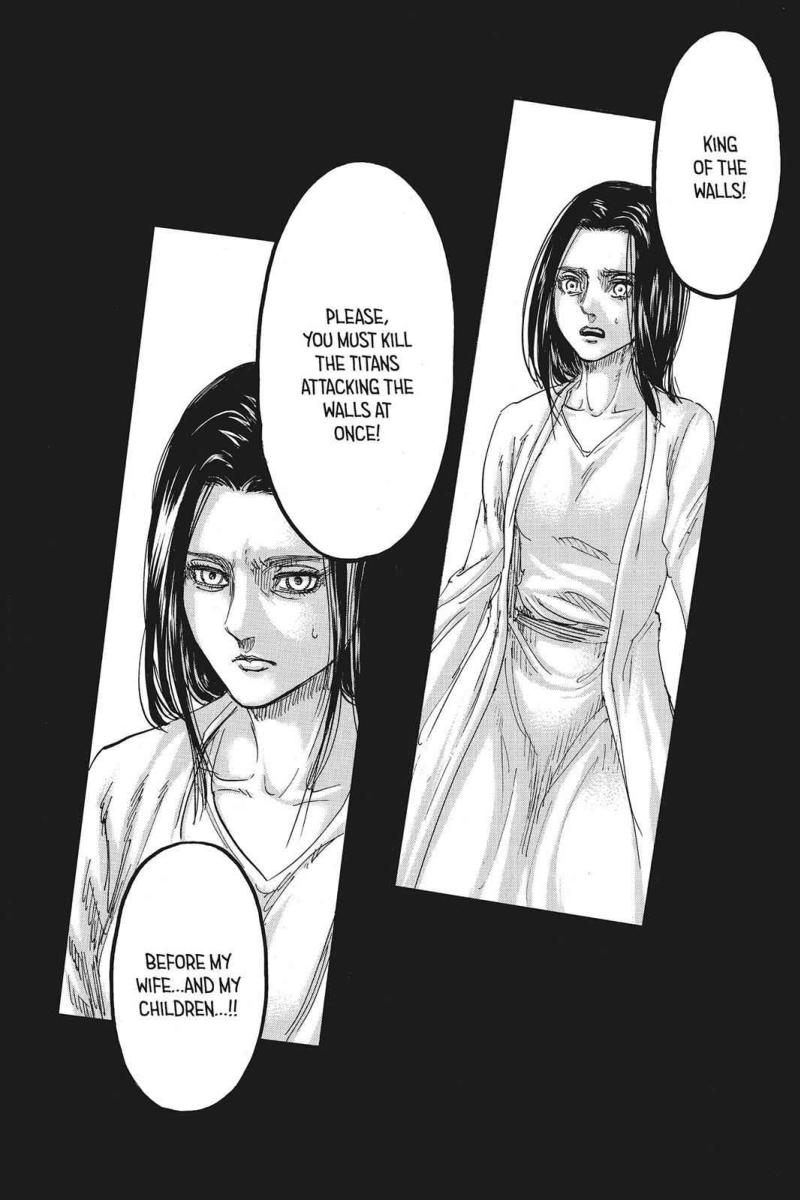 KING
OF THE
WALLS!
PLEASE,
YOU MUST KILL
THE TITANS
ATTACKING THE
WALLS AT
ONCE!
BEFORE MY
WIFE...AND MY
CHILDREN...!!